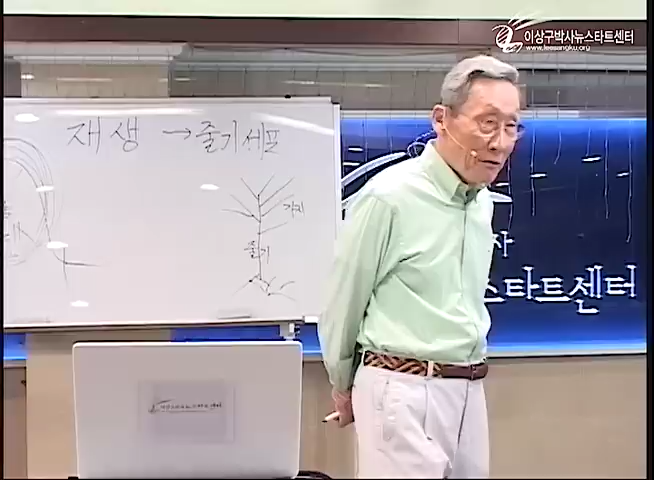 이상구박사뉴스타트센터
www.leesangku.org
재생 → 줄기세포
가지
줄기
자
스타트센터